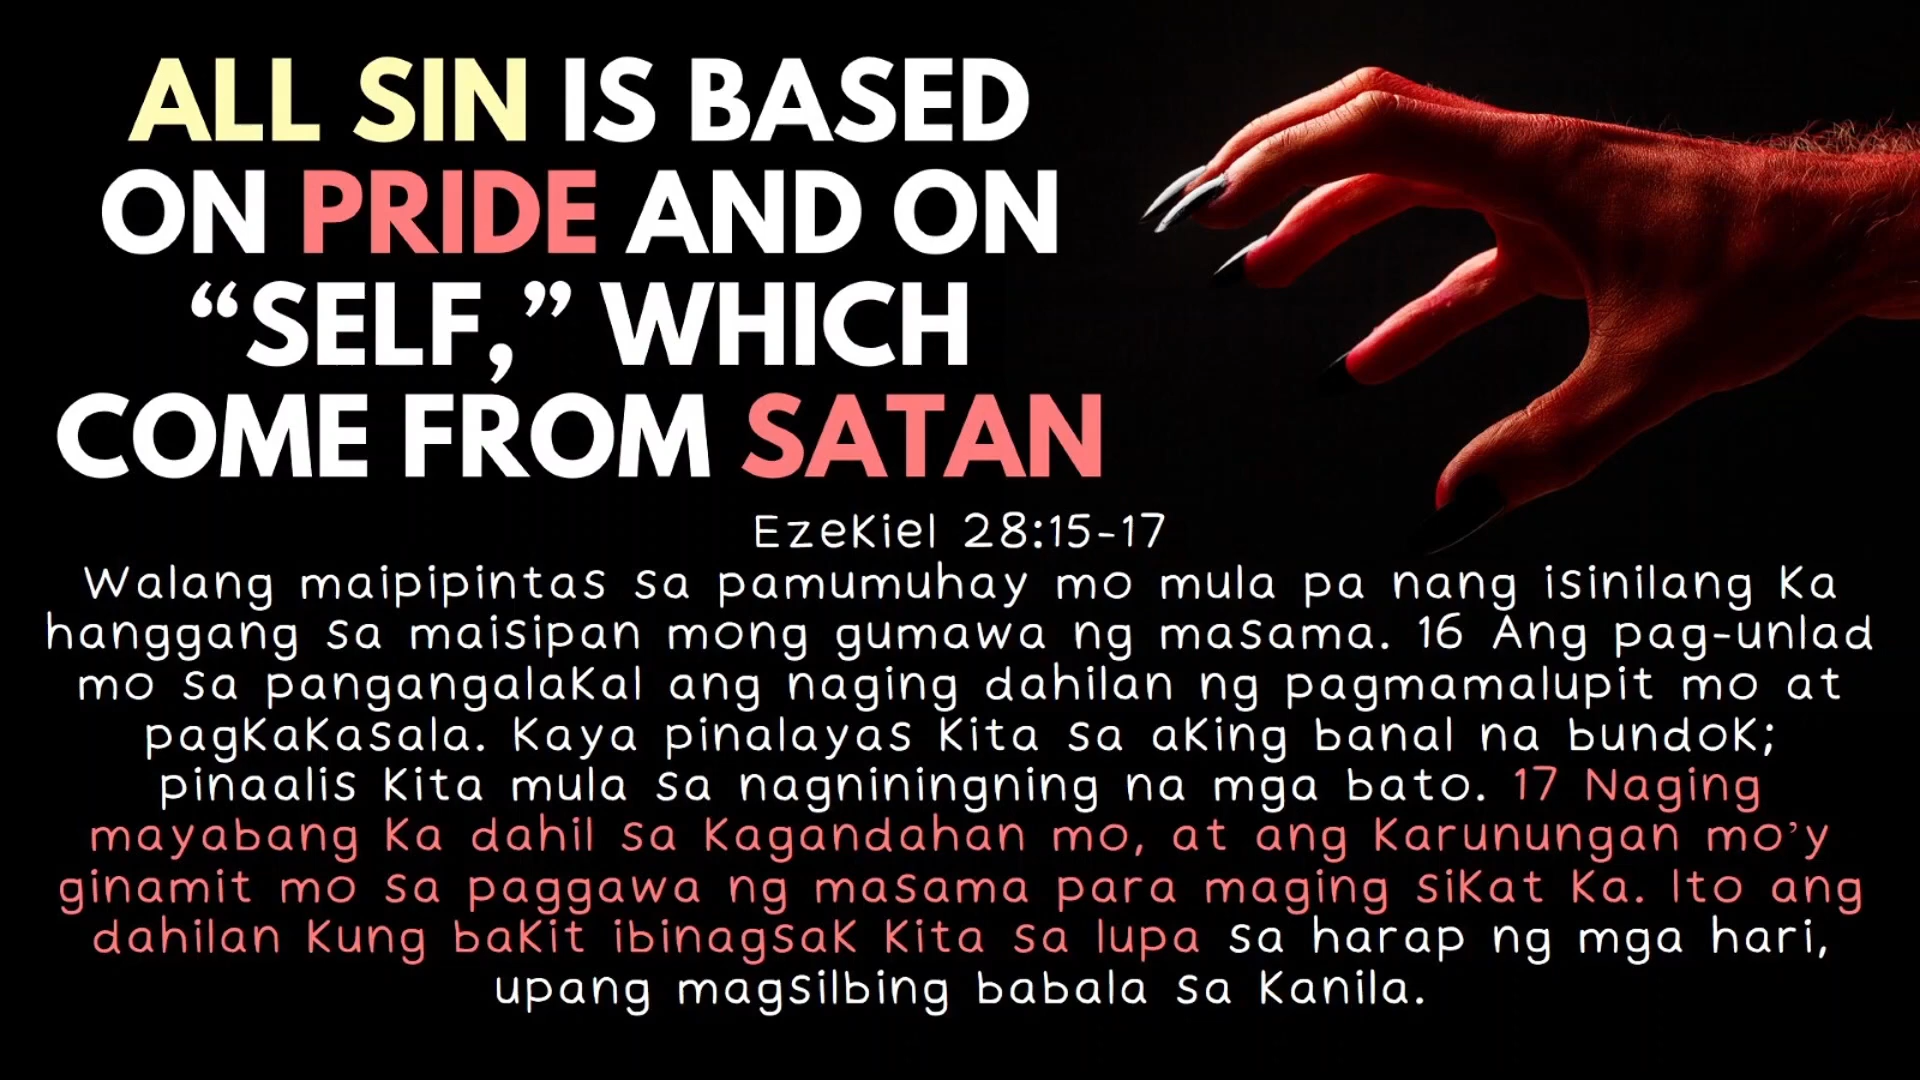 ALL SIN IS BASED
ON PRIDE AND ON
“SELF,” WHICH
COME FROM SATAN
Ezekiel 28:15-17
Walang maipipintas sa pamumuhay mo mula pa nang isinilang ka
hanggang sa maisipan mong gumawa ng masama. 16 Ang pag-unlad
mo sa pangangalakal ang naging dahilan ng pagmamalupit mo at
pagkakasala. Kaya pinalayas kita sa aking banal na bundok;
pinaalis kita mula sa nagniningning na mga bato. 17 Naging
mayabang ka dahil sa kagandahan mo, at ang karunungan mo’y
ginamit mo sa paggawa ng masama para maging sikat ka. Ito ang
dahilan kung bakit ibinagsak kita sa lupa sa harap ng mga hari,
upang magsilbing babala sa kanila.